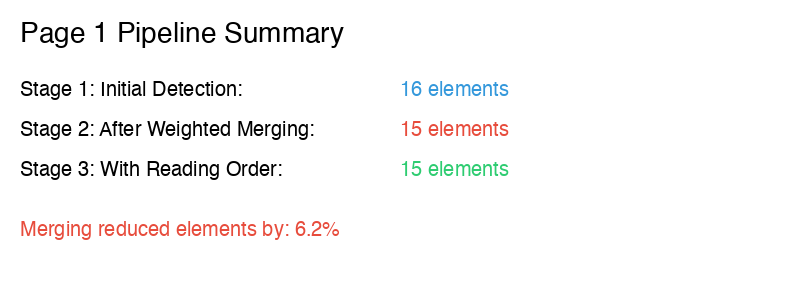 Page 1 Pipeline Summary
Stage 1: Initial Detection: 16 elements
Stage 2: After Weighted Merging: 15 elements
Stage 3: With Reading Order: 15 elements
Merging reduced elements by: 6.2%